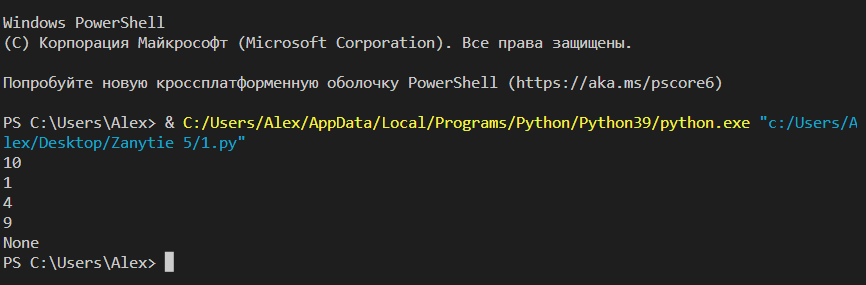 Windows PowerShell
(C) Корпорация Майкрософт (Microsoft Corporation). Все права защищены.
Попробуйте новую кроссплатформенную оболочку PowerShell (https://aka.ms/pscore6)
PS C:\Users\Alex> & C:/Users/Alex/AppData/Local/Programs/Python/Python39/python.exe "c:/Users/A
lex/Desktop/Zanytie 5/1.py"
10
1
4
9
None
PS C:\Users\Alex>